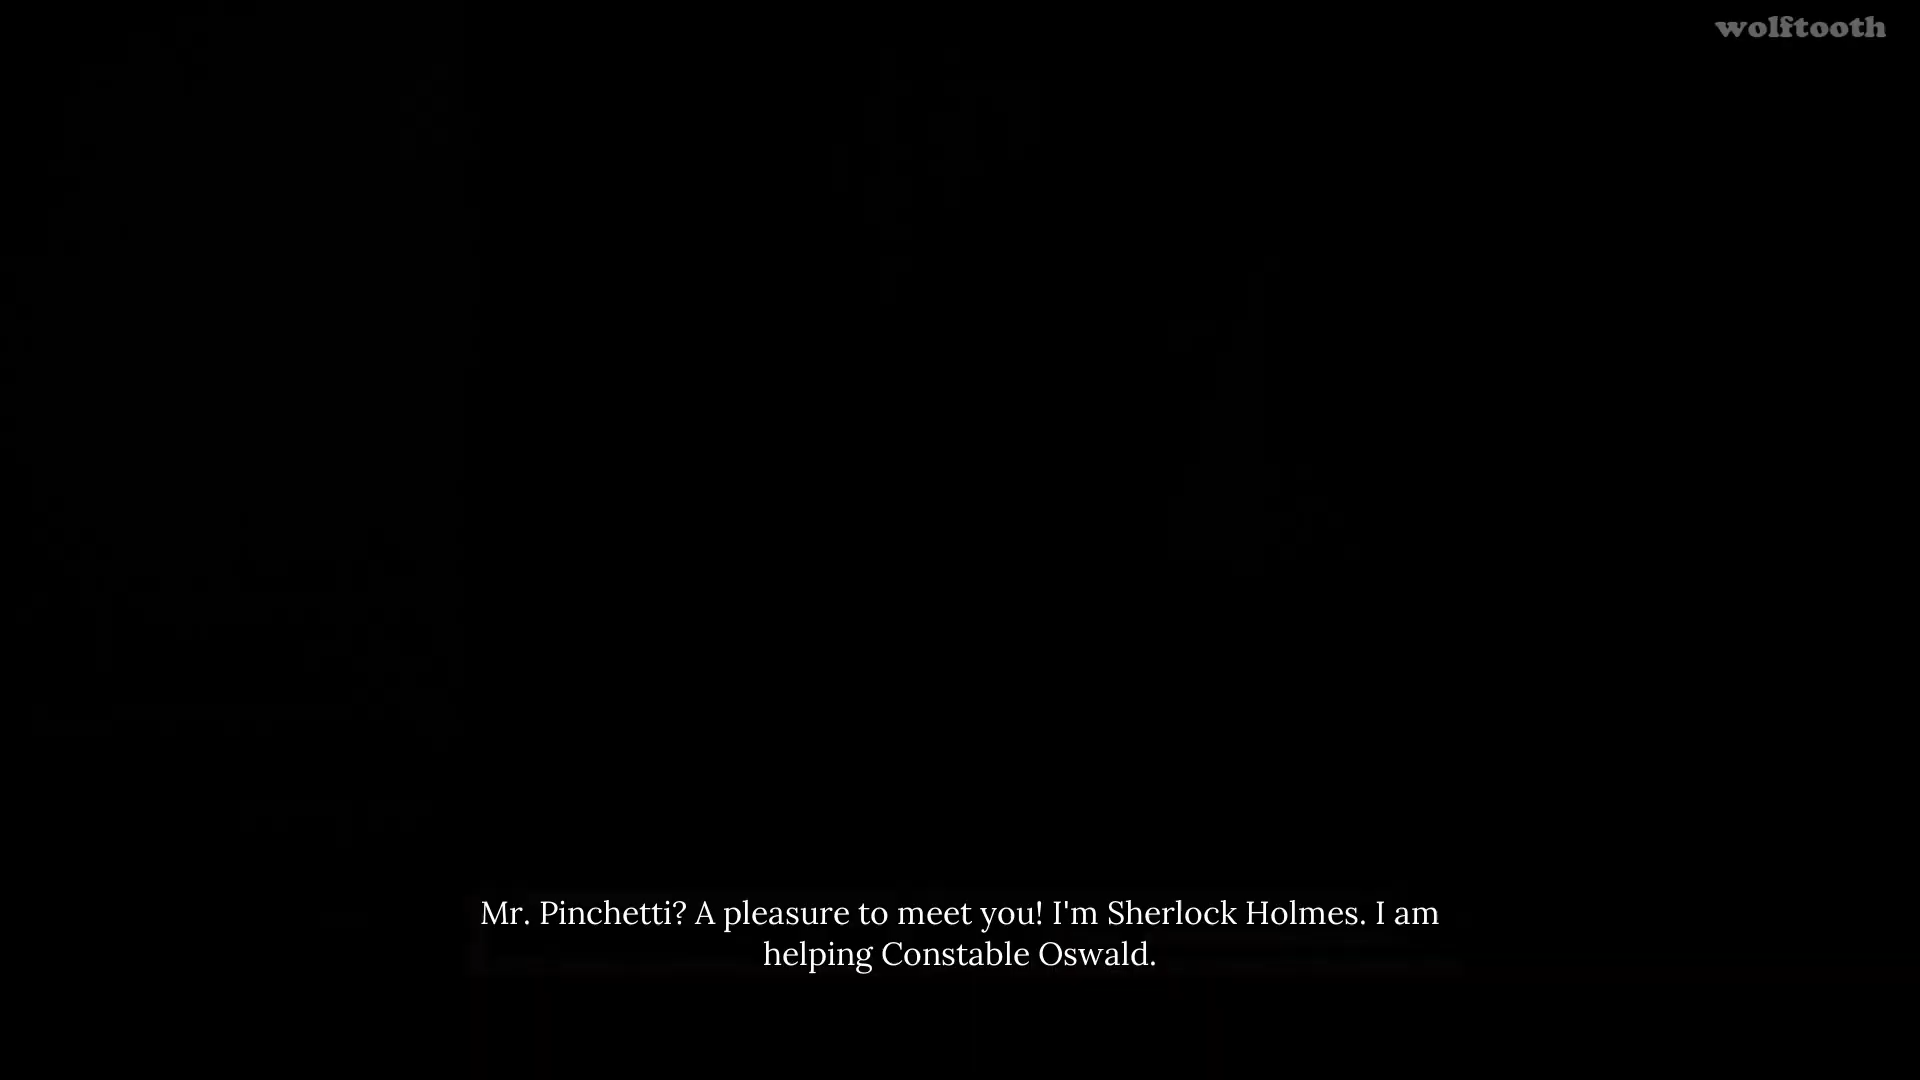 wolftooth
Mr. Pinchetti? A pleasure to meet you! I'm Sherlock Holmes. I am
helping Constable Oswald.